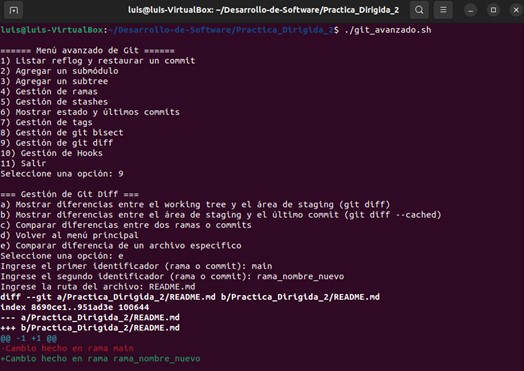 luis@luis-VirtualBox: ~/Desarrollo-de-Software/Practica_Dirigida_2
luis@luis-VirtualBox:~/Desarrollo-de-Software/Practica_Dirigida_2$ ./git_avanzado.sh
====== Menú avanzado de Git ======
1) Listar reflog y restaurar un commit
2) Agregar un submódulo
3) Agregar un subtree
4) Gestión de ramas
5) Gestión de stashes
6) Mostrar estado y últimos commits
7) Gestión de tags
8) Gestión de git bisect
9) Gestión de git diff
10) Gestión de Hooks
11) Salir
Seleccione una opción: 9
=== Gestión de Git Diff ===
a) Mostrar diferencias entre el working tree y el área de staging (git diff)
b) Mostrar diferencias entre el área de staging y el último commit (git diff --cached)
c) Comparar diferencias entre dos ramas o commits
d) Volver al menú principal
e) Comparar diferencia de un archivo especifico
Seleccione una opción: e
Ingrese el primer identificador (rama o commit): main
Ingrese el segundo identificador (rama o commit): rama_nombre_nuevo
Ingrese la ruta del archivo: README.md
diff --git a/Practica_Dirigida_2/README.md b/Practica_Dirigida_2/README.md
index 8690ce1..951ad3e 100644
--- a/Practica_Dirigida_2/README.md
+++ b/Practica_Dirigida_2/README.md
@@ -1 +1 @@
-Cambio hecho en rama main
+Cambio hecho en rama rama_nombre_nuevo